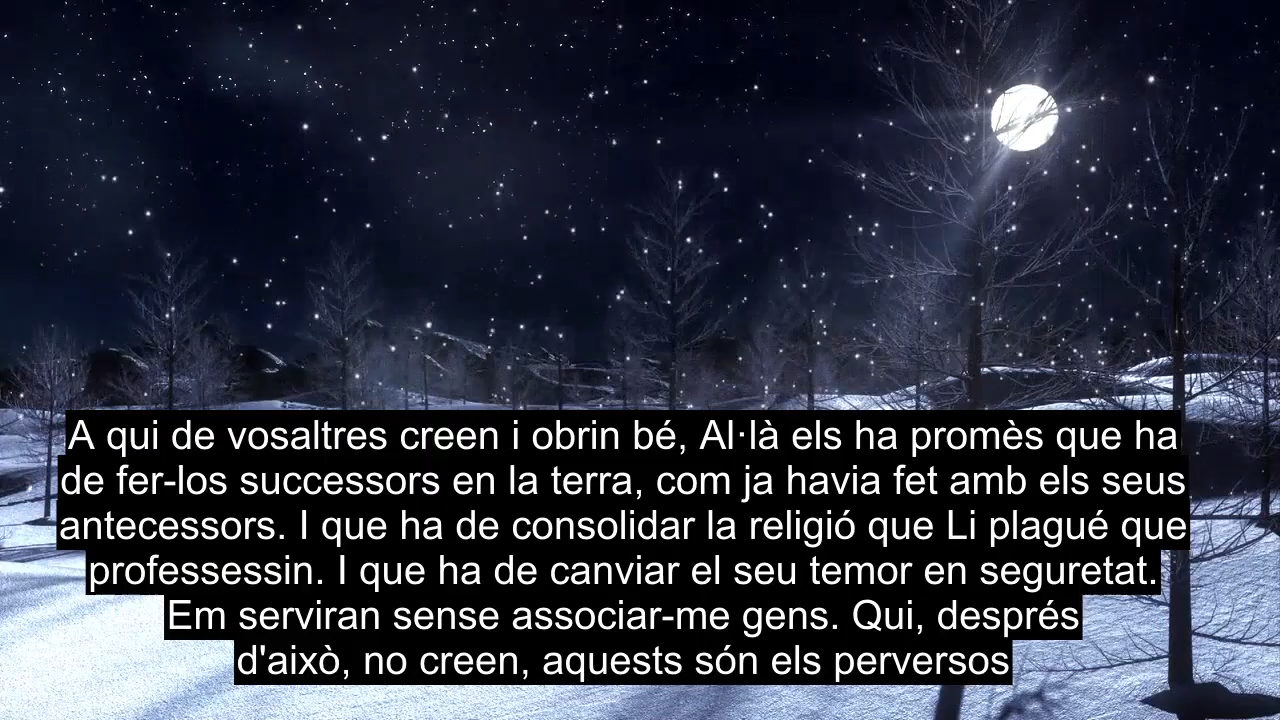 A qui de vosaltres creen i obrin bé, Al·là els ha promès que ha
de fer-los successors en la terra, com ja havia fet amb els seus
antecessors. I que ha de consolidar la religió que Li plagué que
professessin. I que ha de canviar el seu temor en seguretat.
Em serviran sense associar-me gens. Qui, després
d'això, no creen, aquests són els perversos